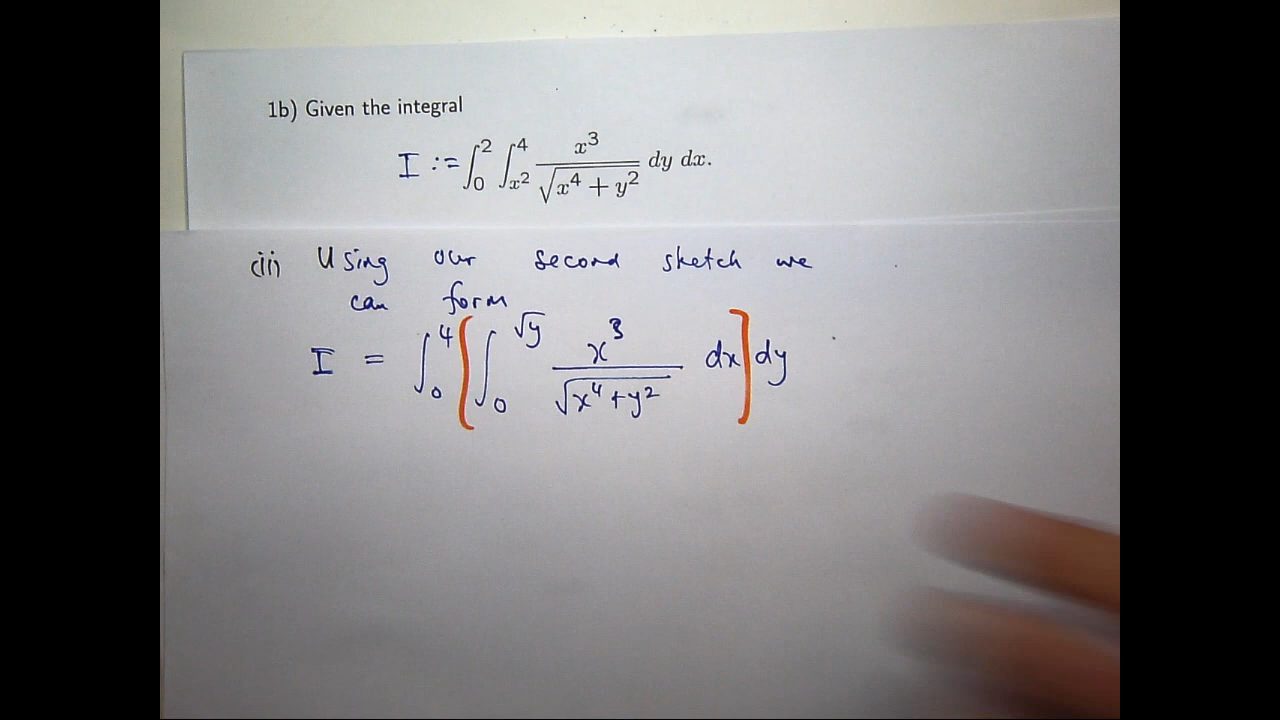 1b) Given the integral
I := ∫₀² ∫ₓ²⁴ x³/√(x⁴ + y²) dy dx.
(ii) Using our second sketch we
can form
I = ∫₀⁴ [ ∫₀^√y x³/√(x⁴+y²) dx ] dy